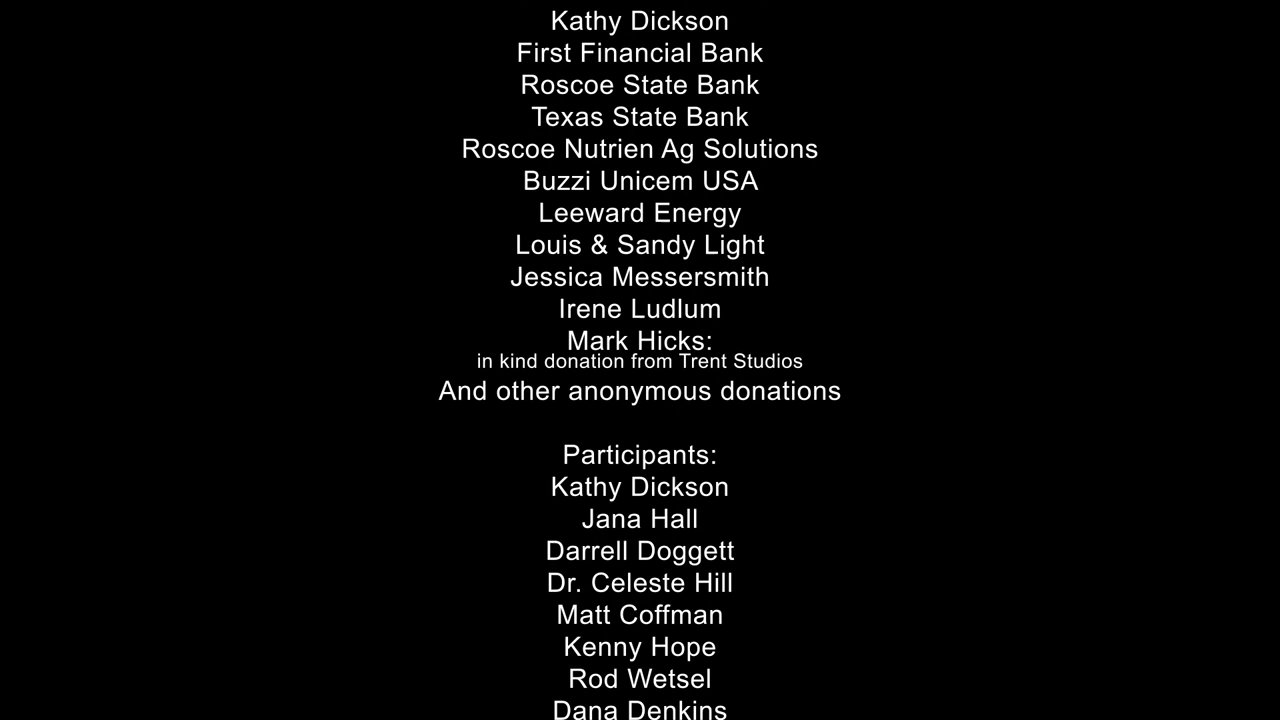 Kathy Dickson
First Financial Bank
Roscoe State Bank
Texas State Bank
Roscoe Nutrien Ag Solutions
Buzzi Unicem USA
Leeward Energy
Louis & Sandy Light
Jessica Messersmith
Irene Ludlum
Mark Hicks:
in kind donation from Trent Studios
And other anonymous donations
Participants:
Kathy Dickson
Jana Hall
Darrell Doggett
Dr. Celeste Hill
Matt Coffman
Kenny Hope
Rod Wetsel
Dana Denkins